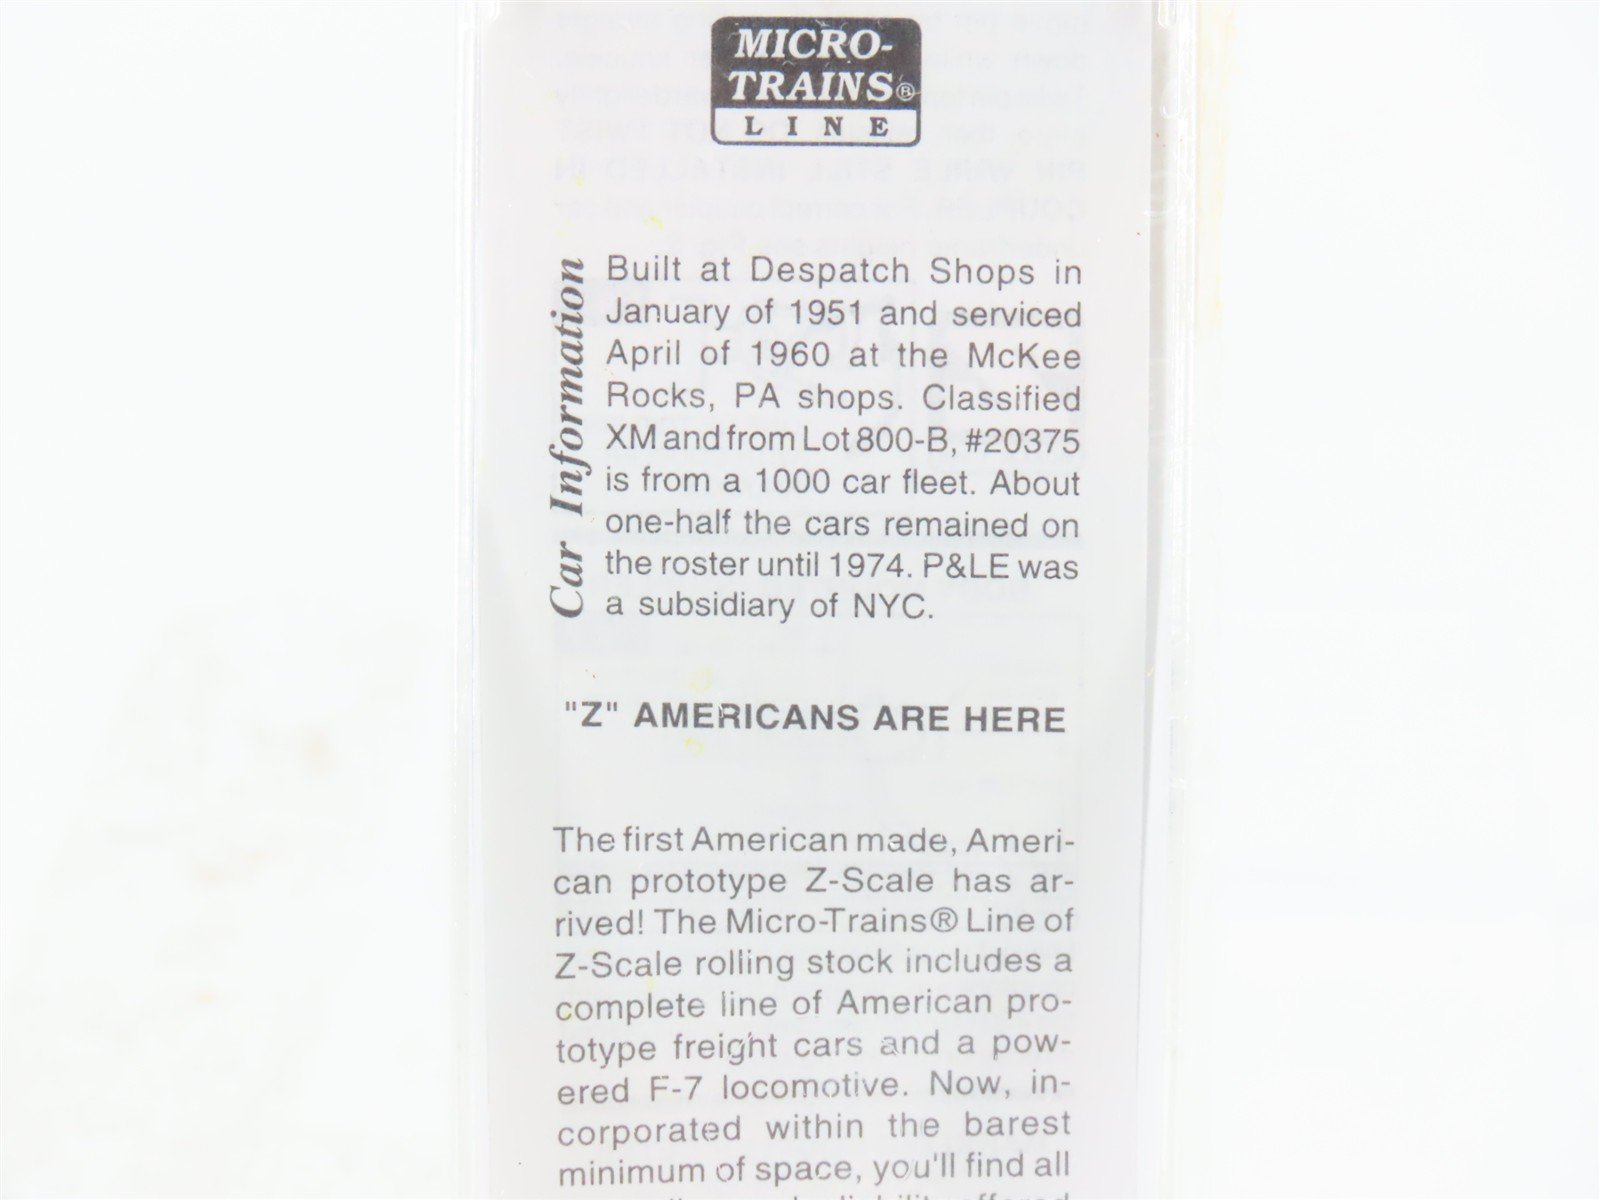 MICRO-
TRAINS®
LINE
Car Information
Built at Despatch Shops in
January of 1951 and serviced
April of 1960 at the McKee
Rocks, PA shops. Classified
XM and from Lot 800-B, #20375
is from a 1000 car fleet. About
one-half the cars remained on
the roster until 1974. P&LE was
a subsidiary of NYC.
"Z" AMERICANS ARE HERE
The first American made, Ameri-
can prototype Z-Scale has ar-
rived! The Micro-Trains® Line of
Z-Scale rolling stock includes a
complete line of American pro-
totype freight cars and a pow-
ered F-7 locomotive. Now, in-
corporated within the barest
minimum of space, you'll find all